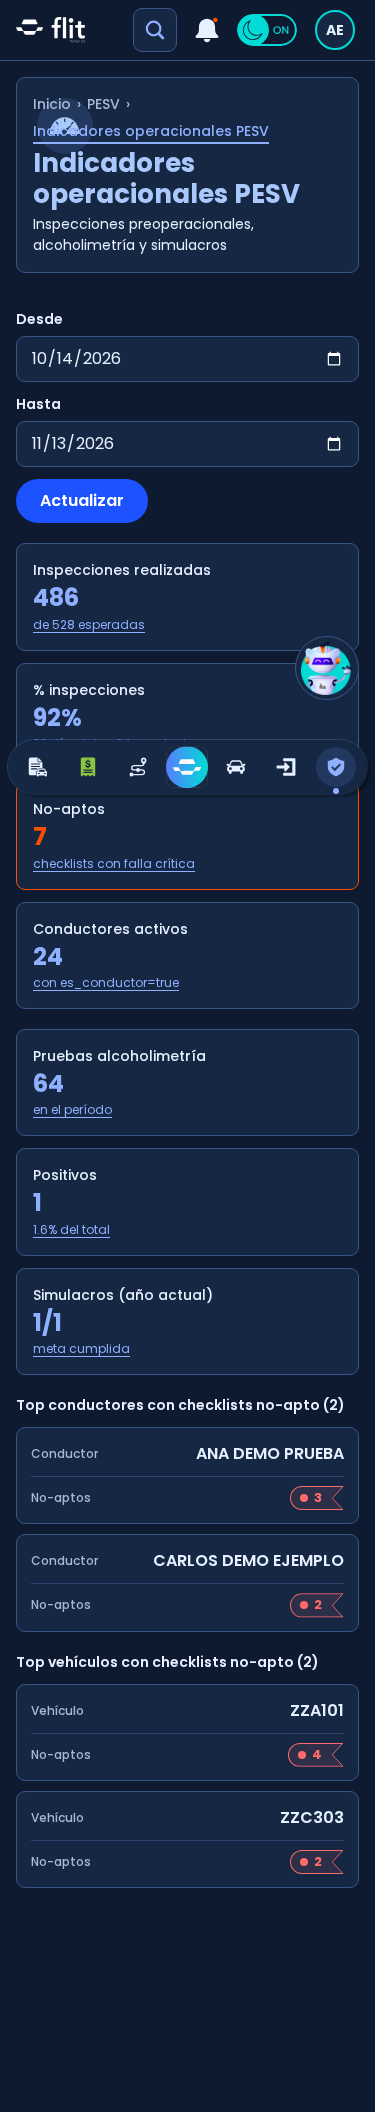 flit
ON
AE
Inicio › PESV ›
Indicadores operacionales PESV
Indicadores
operacionales PESV
Inspecciones preoperacionales,
alcoholimetría y simulacros
Desde
10/14/2026
Hasta
11/13/2026
Actualizar
Inspecciones realizadas
486
de 528 esperadas
% inspecciones
92%
No-aptos
7
checklists con falla crítica
Conductores activos
24
con es_conductor=true
Pruebas alcoholimetría
64
en el período
Positivos
1
1.6% del total
Simulacros (año actual)
1/1
meta cumplida
Top conductores con checklists no-apto (2)
Conductor ANA DEMO PRUEBA
No-aptos 3
Conductor CARLOS DEMO EJEMPLO
No-aptos 2
Top vehículos con checklists no-apto (2)
Vehículo ZZA101
No-aptos 4
Vehículo ZZC303
No-aptos 2